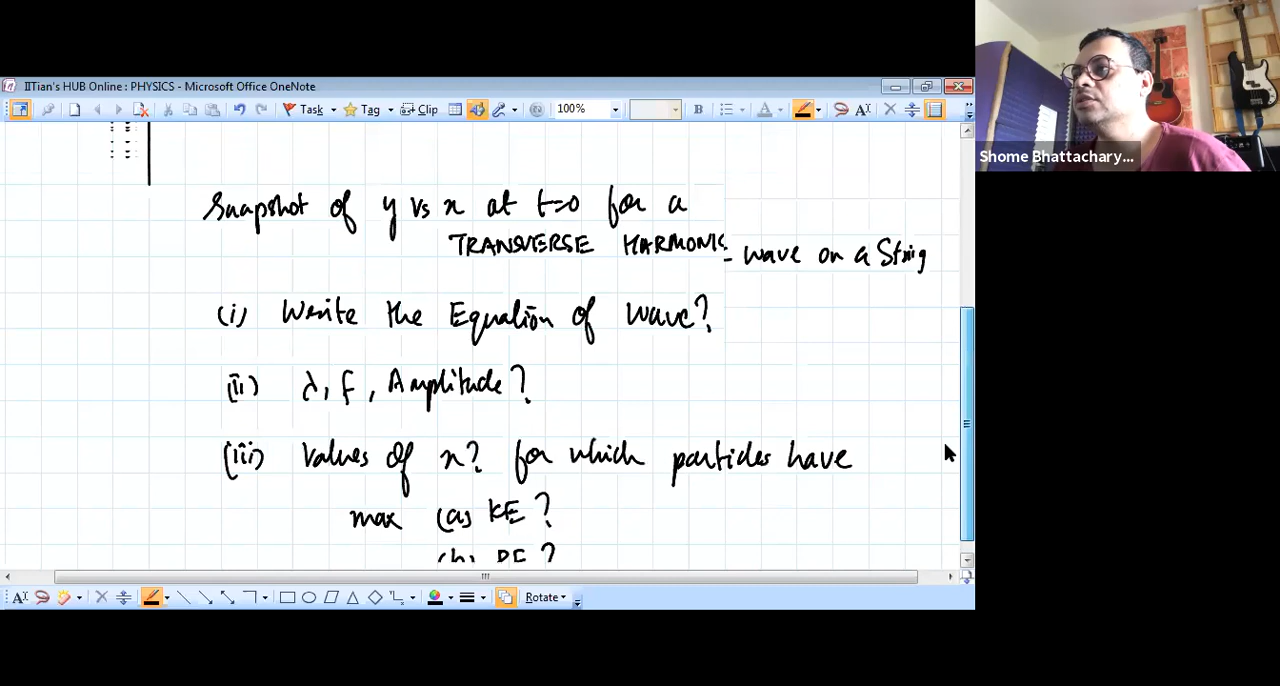 IITian's HUB Online : PHYSICS - Microsoft Office OneNote
Task Tag Clip 100% B A
Shome Bhattachary...
Snapshot of y vs x at t=0 for a
TRANSVERSE HARMONIC wave on a String
(i) Write the Equation of wave?
(ii) λ, f, Amplitude?
(iii) values of x? for which particles have
max (a) KE?
(b) PE?
Rotate